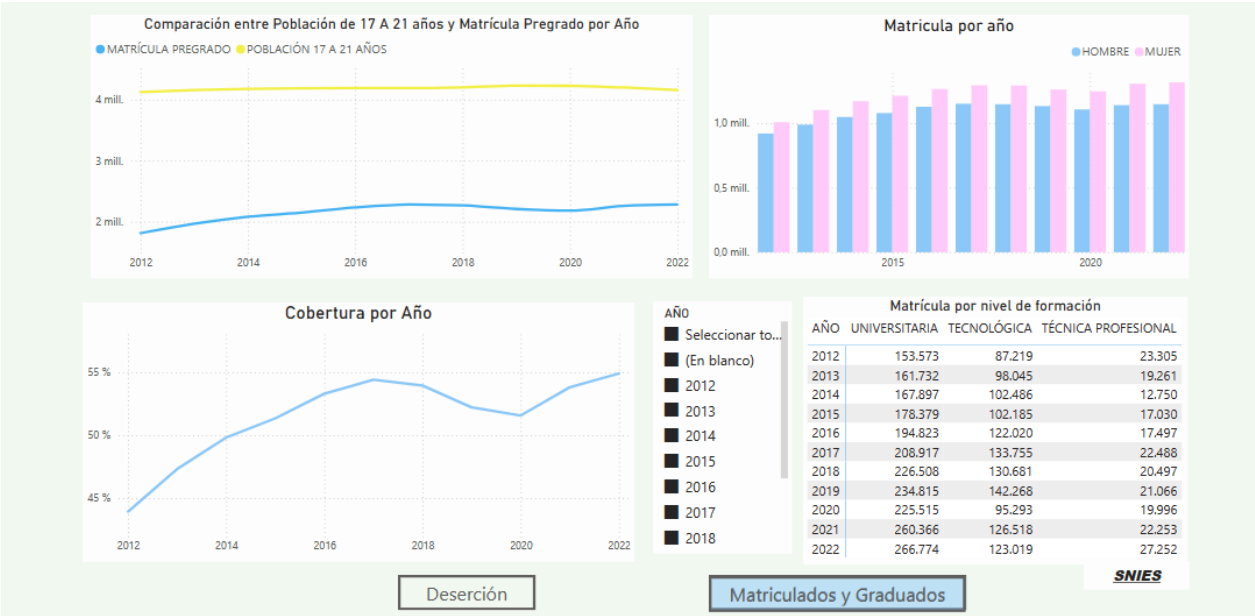 Comparación entre Población de 17 A 21 años y Matrícula Pregrado por Año
MATRÍCULA PREGRADO POBLACIÓN 17 A 21 AÑOS
4 mill.
3 mill.
2 mill.
2012 2014 2016 2018 2020 2022
Matricula por año
HOMBRE MUJER
1,0 mill.
0,5 mill.
0,0 mill.
2015 2020
Cobertura por Año
55 %
50 %
45 %
2012 2014 2016 2018 2020 2022
AÑO
Seleccionar to...
(En blanco)
2012
2013
2014
2015
2016
2017
2018
Matrícula por nivel de formación
AÑO UNIVERSITARIA TECNOLÓGICA TÉCNICA PROFESIONAL
2012 153.573 87.219 23.305
2013 161.732 98.045 19.261
2014 167.897 102.486 12.750
2015 178.379 102.185 17.030
2016 194.823 122.020 17.497
2017 208.917 133.755 22.488
2018 226.508 130.681 20.497
2019 234.815 142.268 21.066
2020 225.515 95.293 19.996
2021 260.366 126.518 22.253
2022 266.774 123.019 27.252
SNIES
Deserción
Matriculados y Graduados